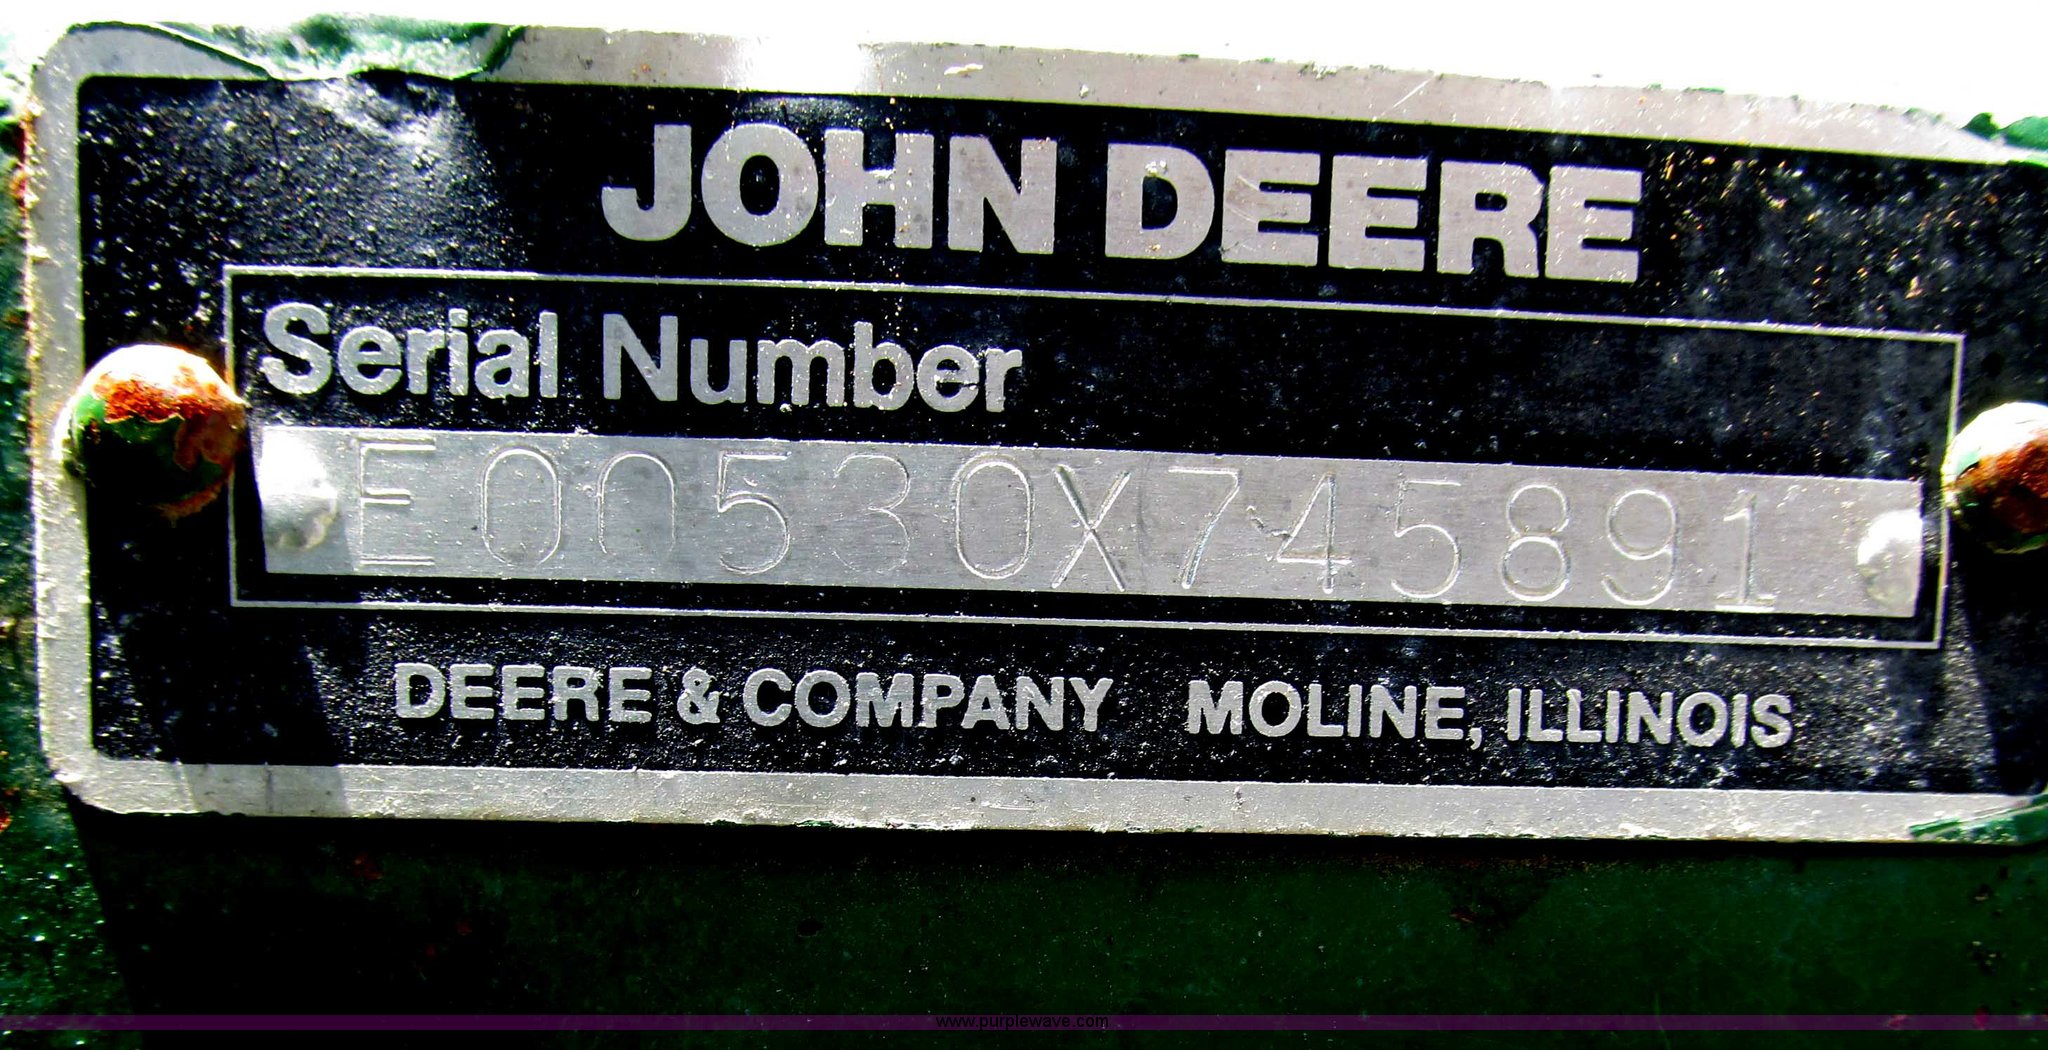 JOHN DEERE
Serial Number
E00530X745891
DEERE & COMPANY MOLINE, ILLINOIS
www.purplewave.com